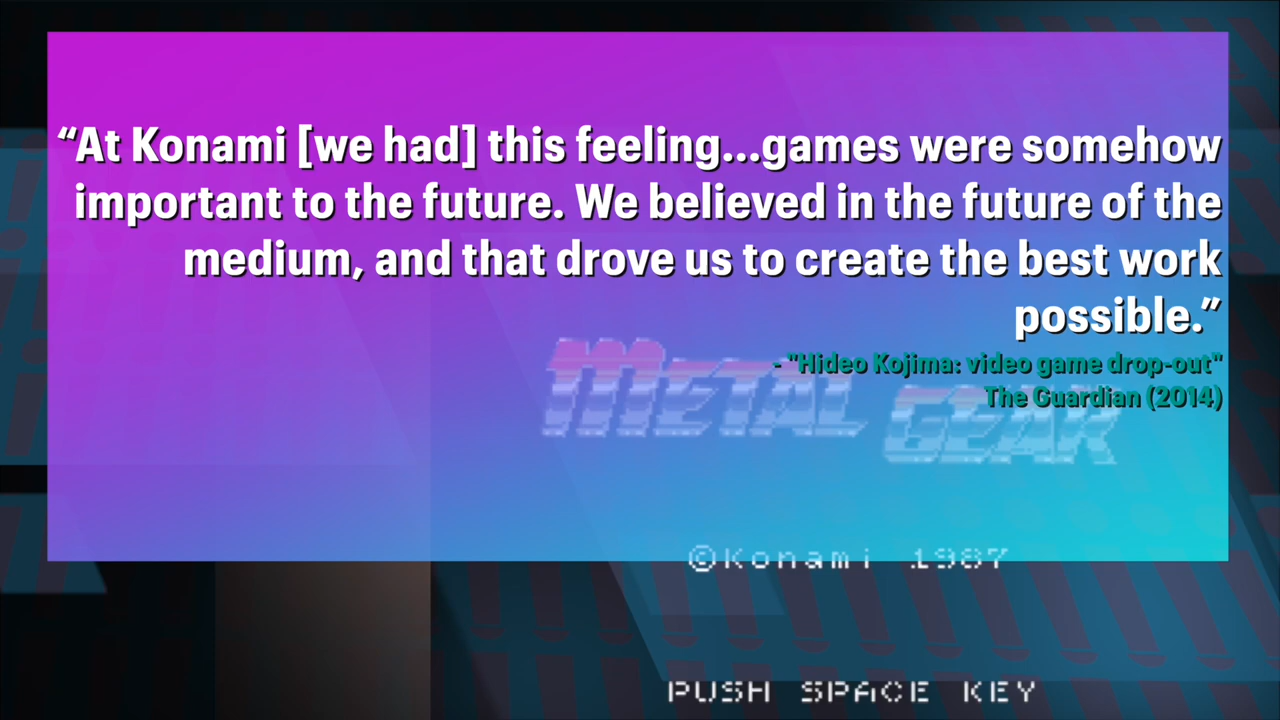 “At Konami [we had] this feeling...games were somehow
important to the future. We believed in the future of the
medium, and that drove us to create the best work
possible.”
- "Hideo Kojima: video game drop-out"
The Guardian (2014)
METAL GEAR
©Konami 1987
PUSH SPACE KEY